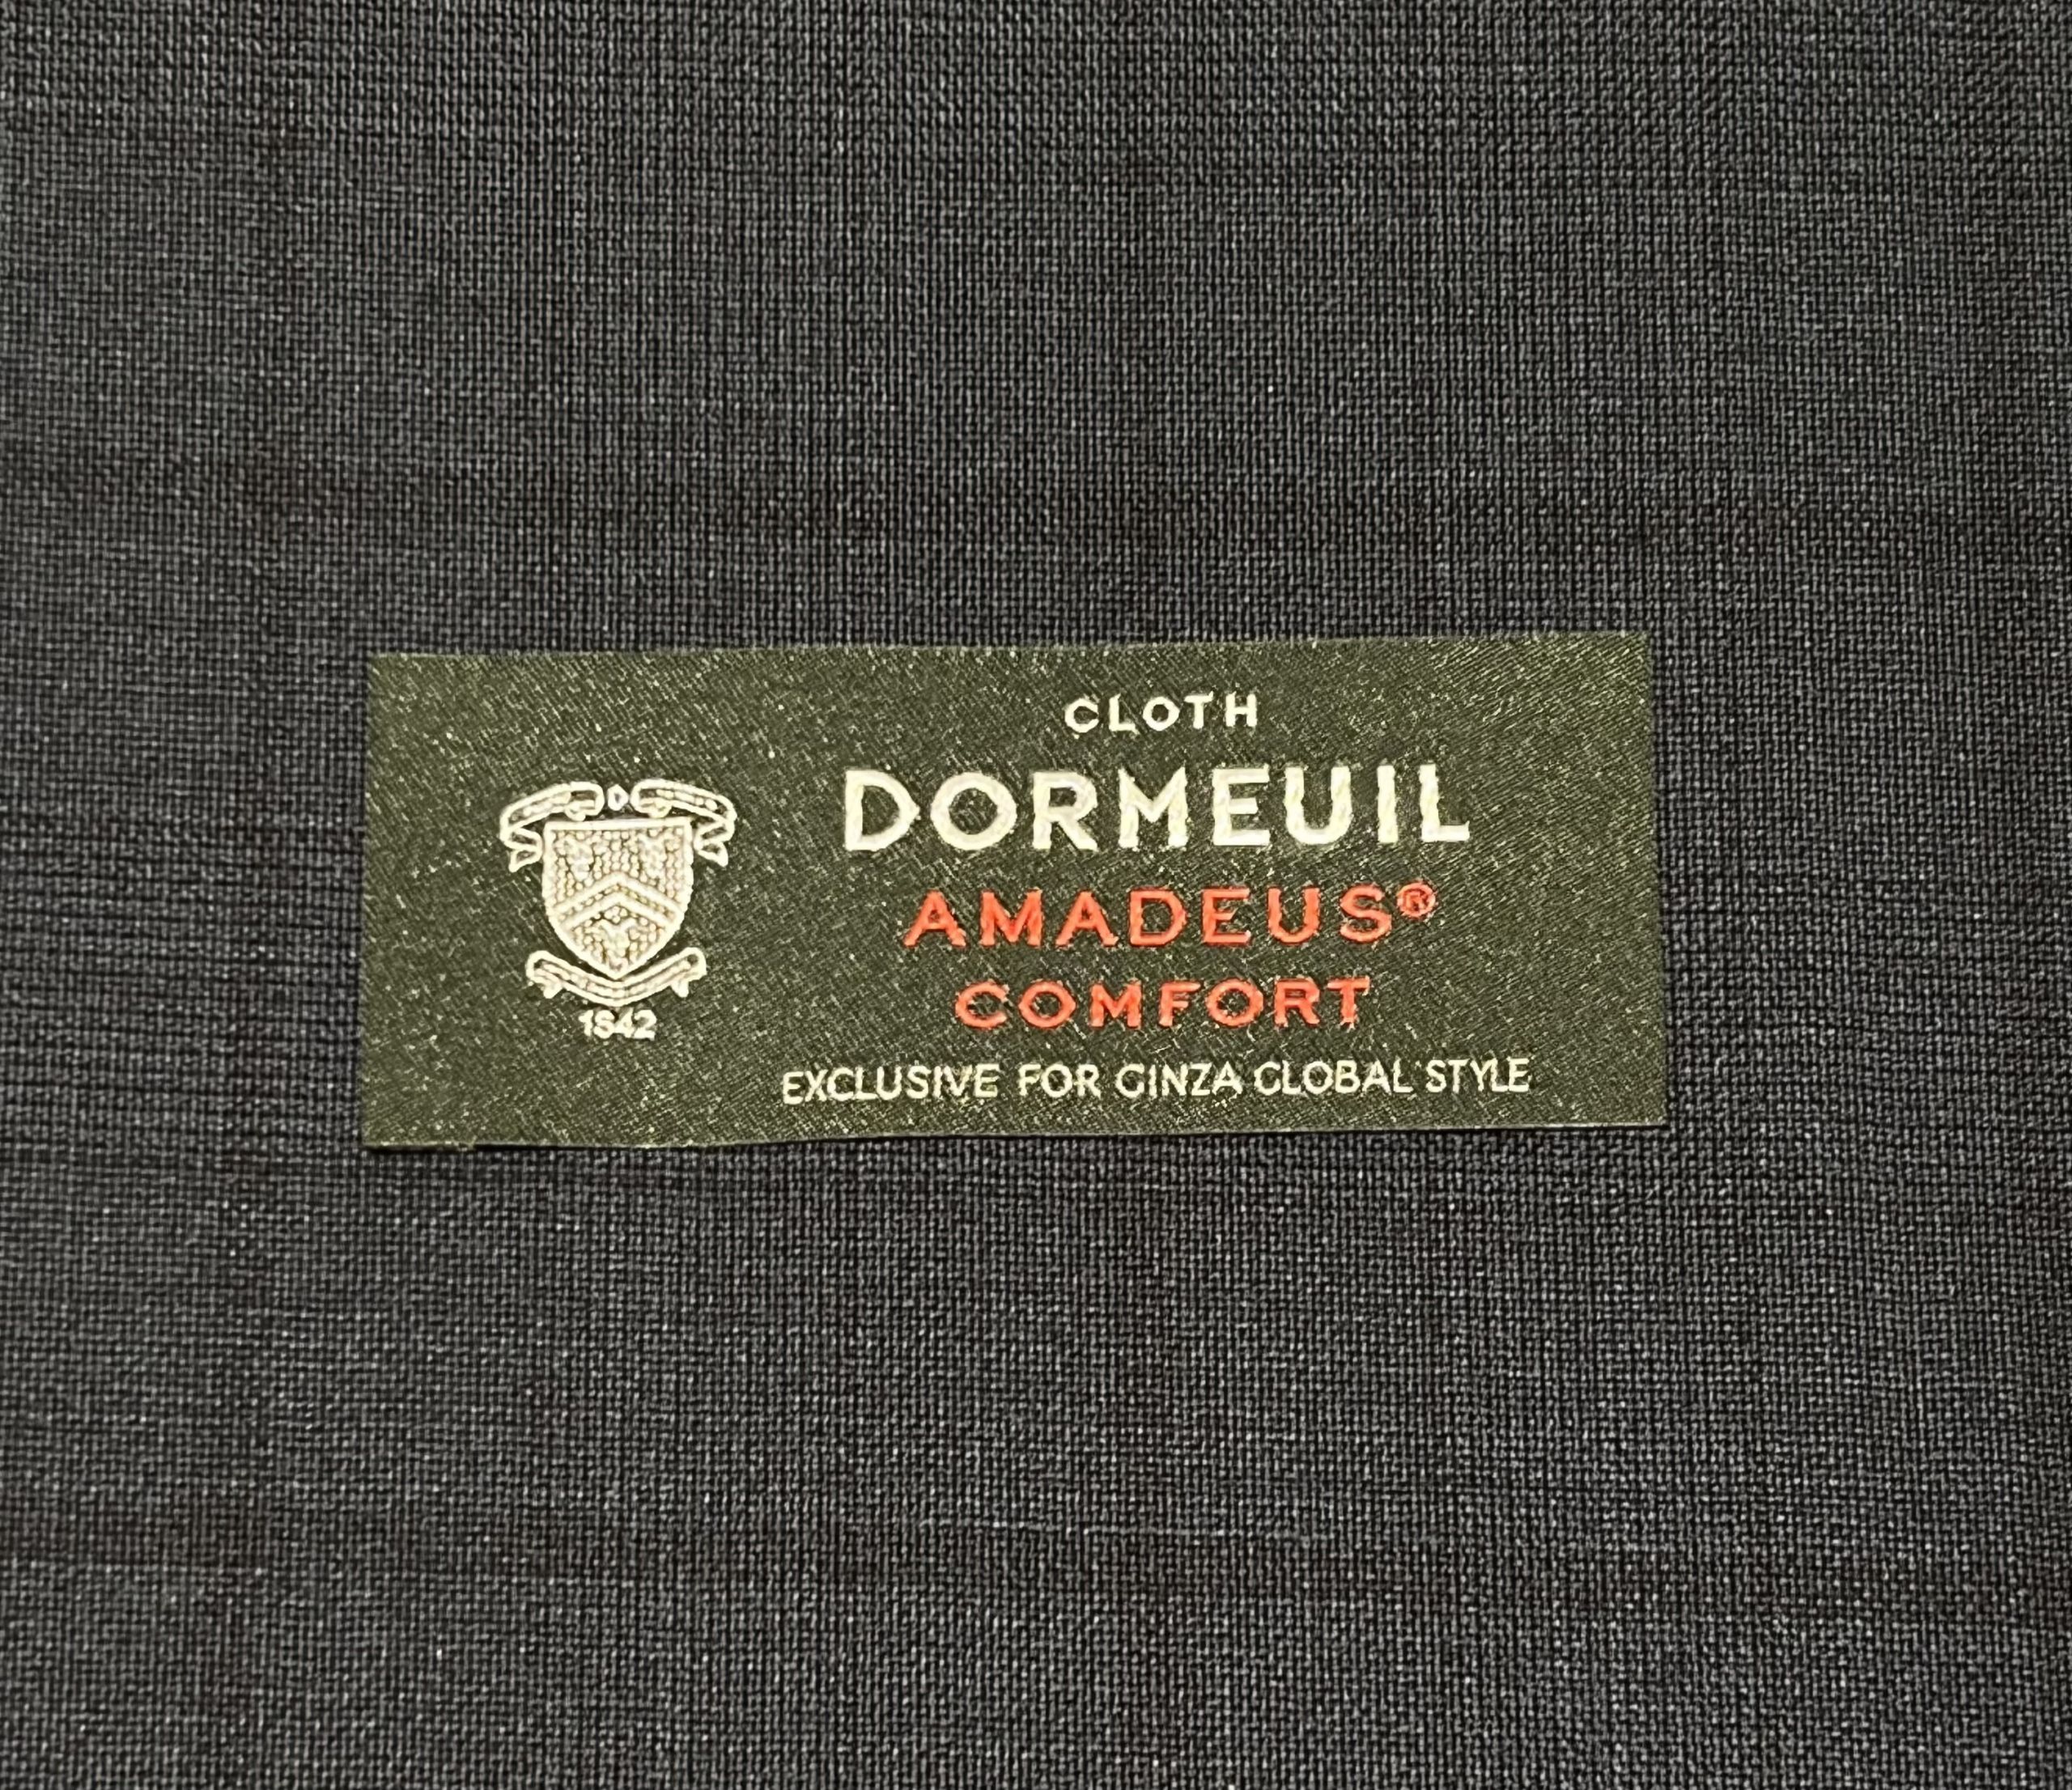 CLOTH
DORMEUIL
AMADEUS®
COMFORT
EXCLUSIVE FOR GINZA GLOBAL STYLE
D
1842